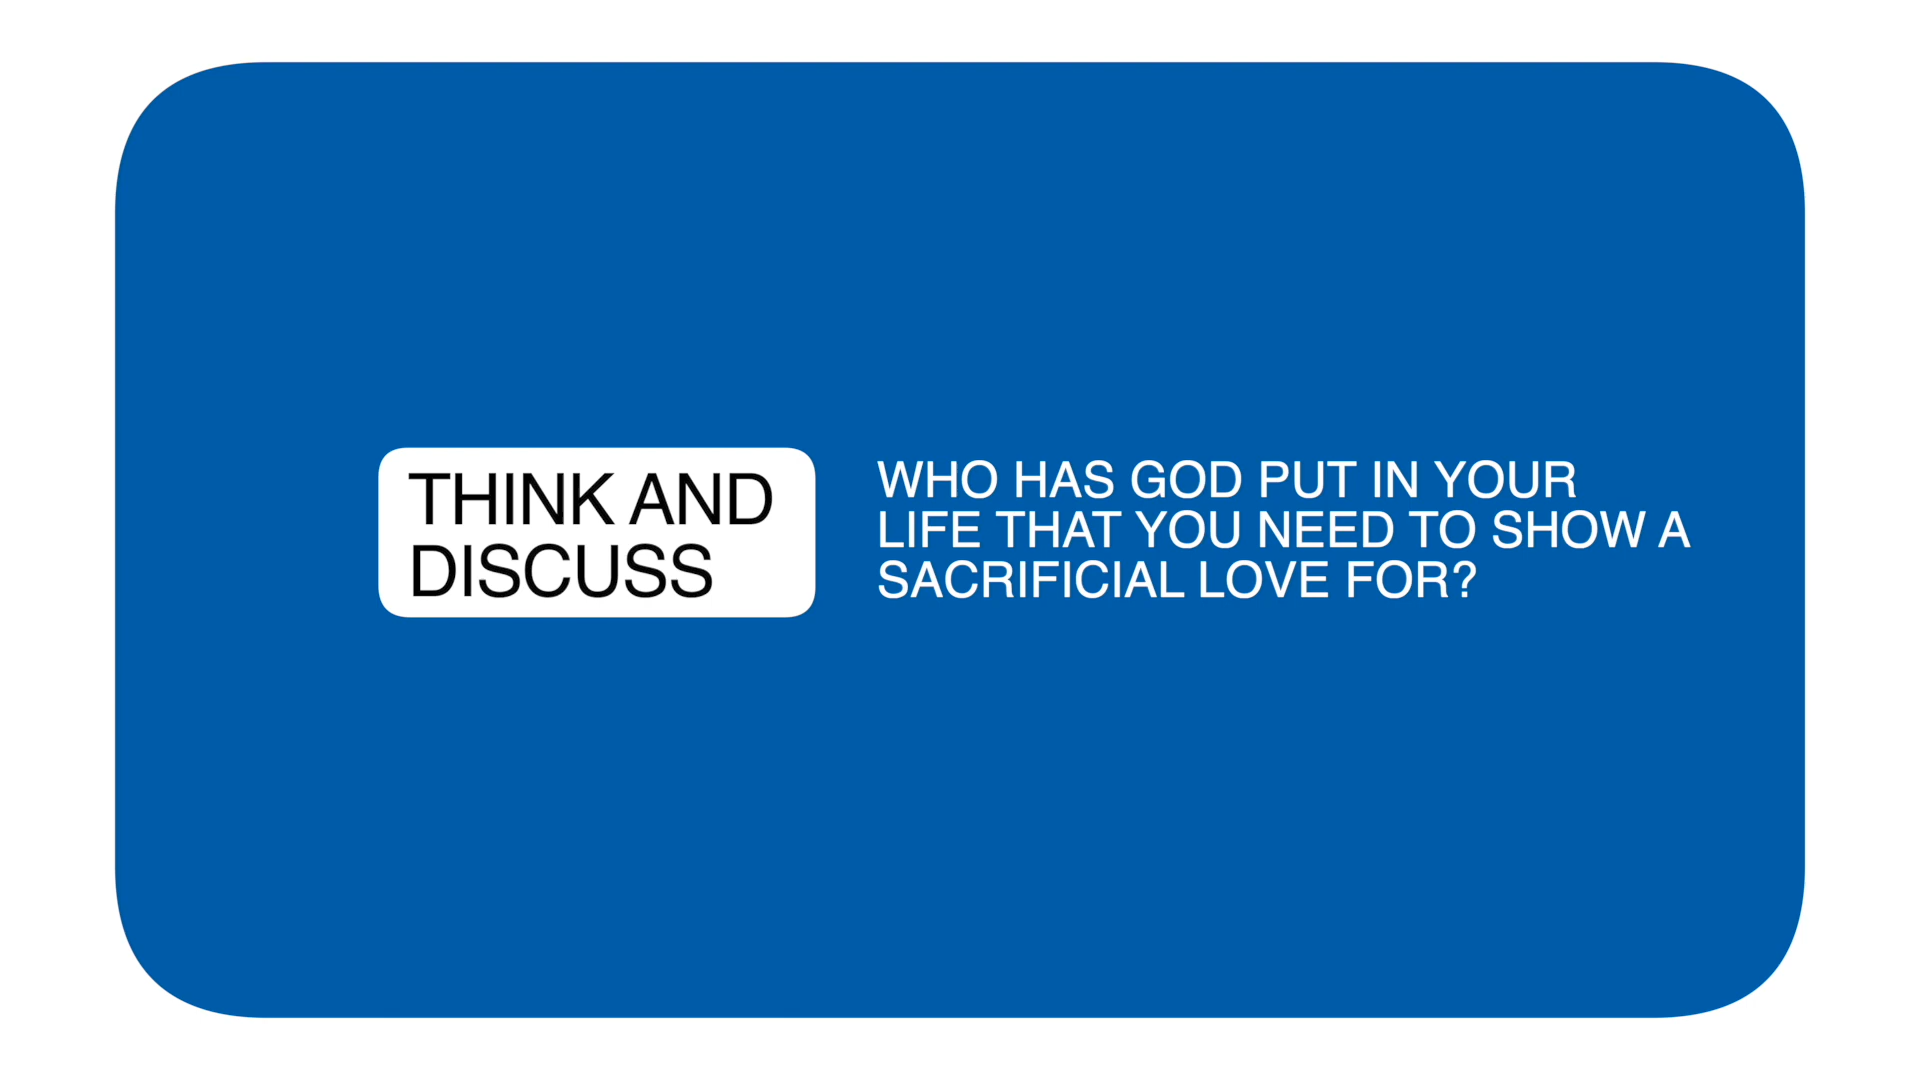 THINK AND
DISCUSS
WHO HAS GOD PUT IN YOUR
LIFE THAT YOU NEED TO SHOW A
SACRIFICIAL LOVE FOR?